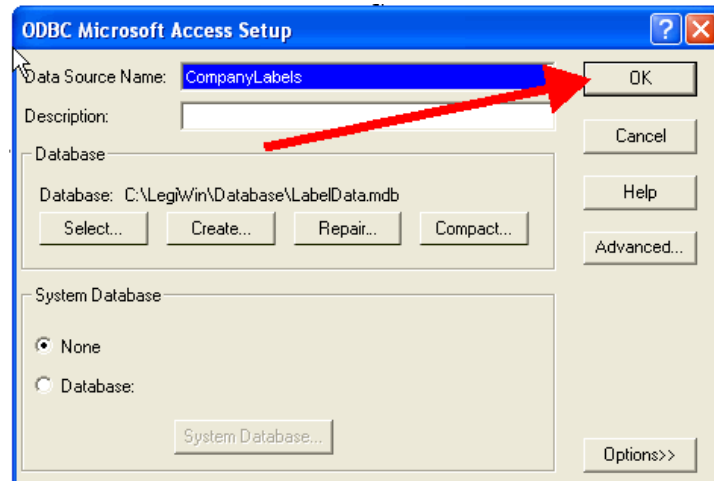 ODBC Microsoft Access Setup
Data Source Name: CompanyLabels
OK
Description:
Cancel
Database
Database: C:\LegiWin\Database\LabelData.mdb
Help
Select... Create... Repair... Compact...
Advanced...
System Database
None
Database:
System Database...
Options>>